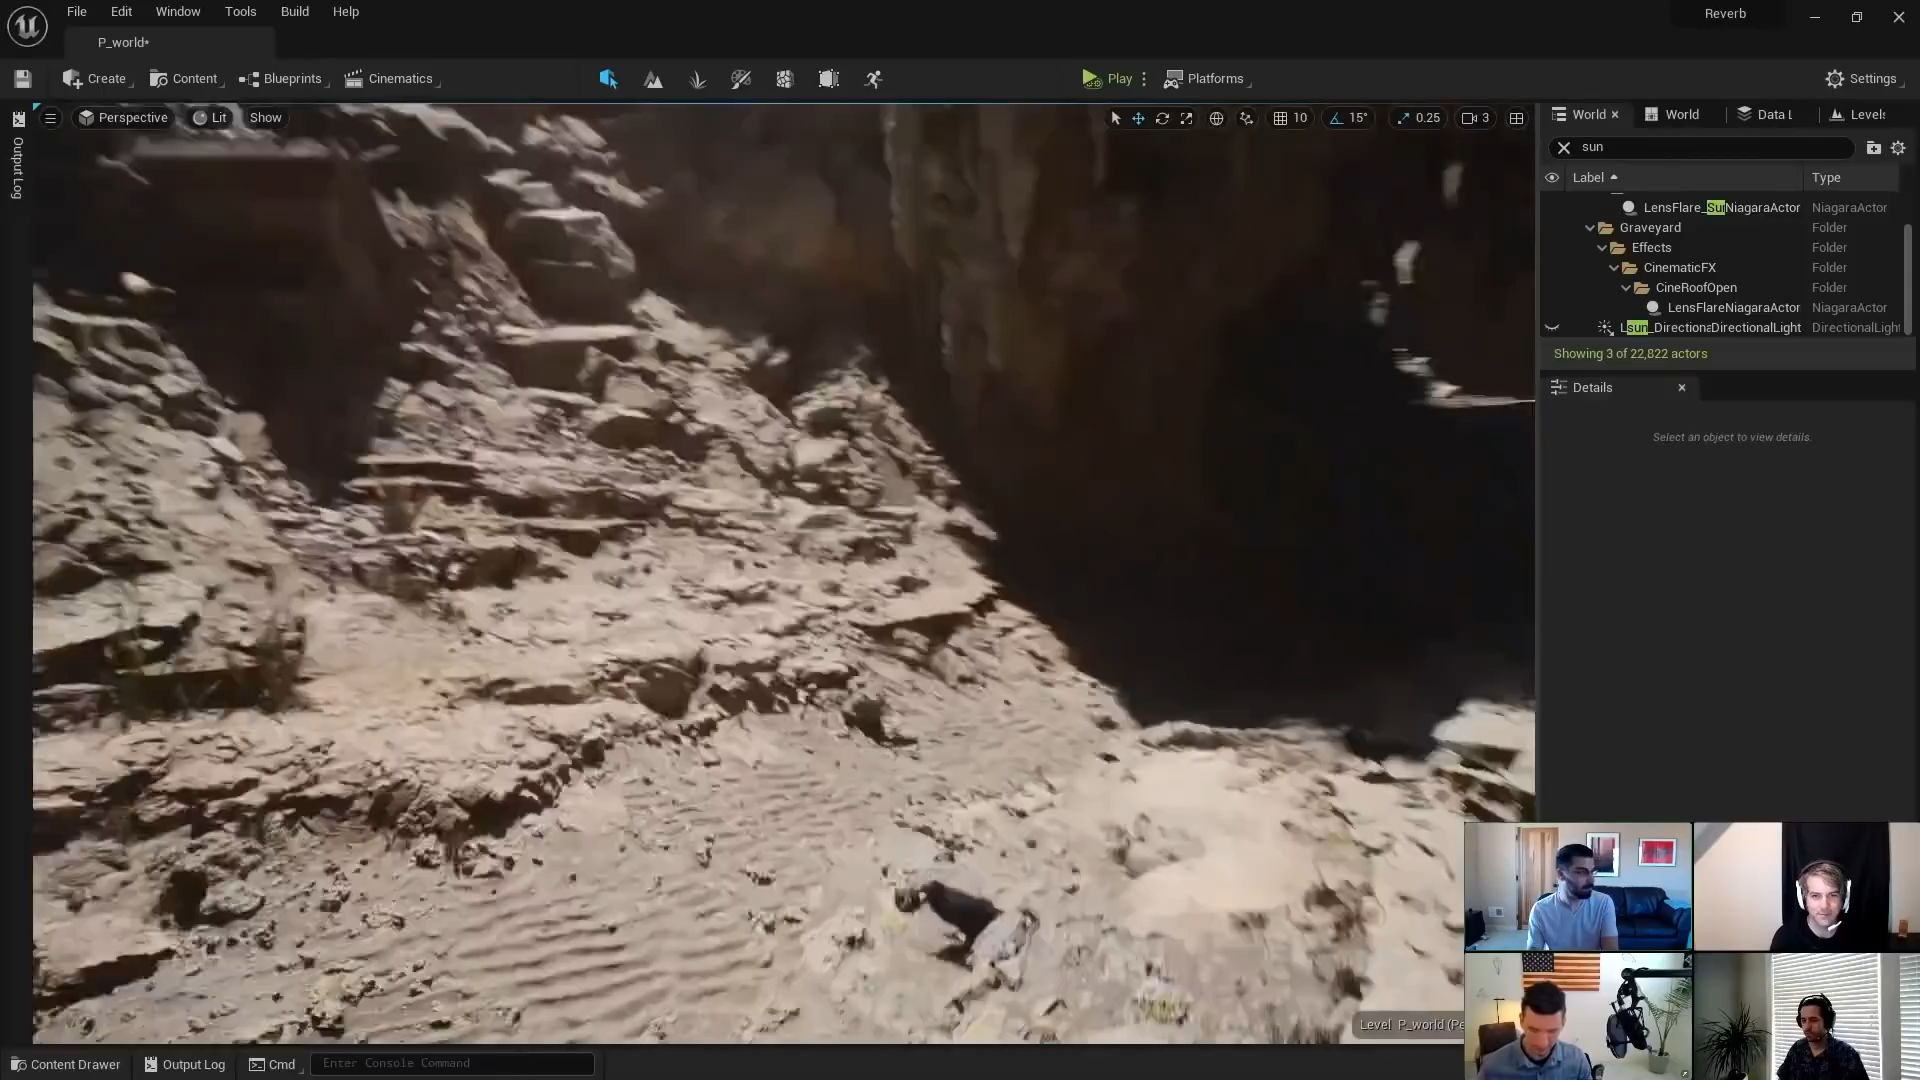 File Edit Window Tools Build Help
Reverb
P_world*
Create Content Blueprints Cinematics Play Platforms Settings
Perspective Lit Show 10 15° 0.25 3
World World Data L Levels
sun
Label Type
LensFlare_SuNiagaraActor NiagaraActor
Graveyard Folder
Effects Folder
CinematicFX Folder
CineRoofOpen Folder
LensFlareNiagaraActor NiagaraActor
Lsun_DirectionaDirectionalLight DirectionalLight
Showing 3 of 22,822 actors
Details
Select an object to view details.
Output Log
Level P_world (Pe
Content Drawer Output Log Cmd Enter Console Command